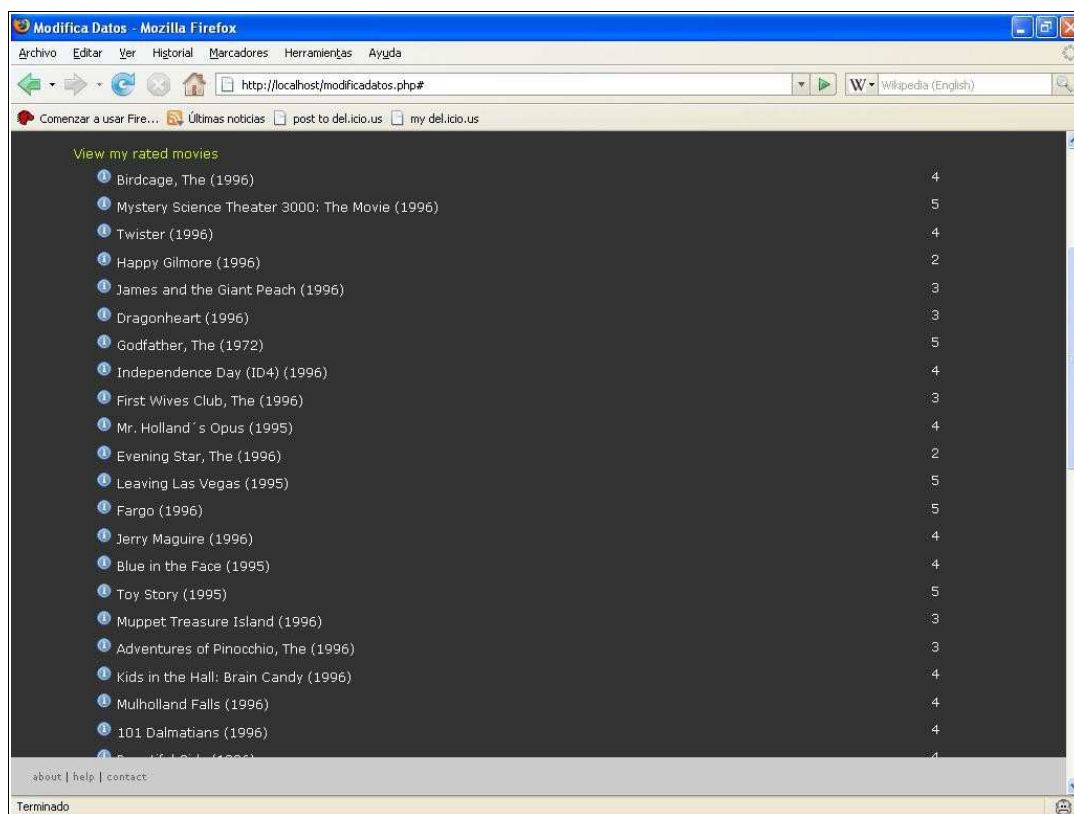 Modifica Datos - Mozilla Firefox
Archivo Editar Ver Historial Marcadores Herramientas Ayuda
http://localhost/modificadatos.php# W Wikipedia (English)
Comenzar a usar Fire... Últimas noticias post to del.icio.us my del.icio.us
View my rated movies
Birdcage, The (1996) 4
Mystery Science Theater 3000: The Movie (1996) 5
Twister (1996) 4
Happy Gilmore (1996) 2
James and the Giant Peach (1996) 3
Dragonheart (1996) 3
Godfather, The (1972) 5
Independence Day (ID4) (1996) 4
First Wives Club, The (1996) 3
Mr. Holland´s Opus (1995) 4
Evening Star, The (1996) 2
Leaving Las Vegas (1995) 5
Fargo (1996) 5
Jerry Maguire (1996) 4
Blue in the Face (1995) 4
Toy Story (1995) 5
Muppet Treasure Island (1996) 3
Adventures of Pinocchio, The (1996) 3
Kids in the Hall: Brain Candy (1996) 4
Mulholland Falls (1996) 4
101 Dalmatians (1996) 4
(1996) 4
about | help | contact
Terminado